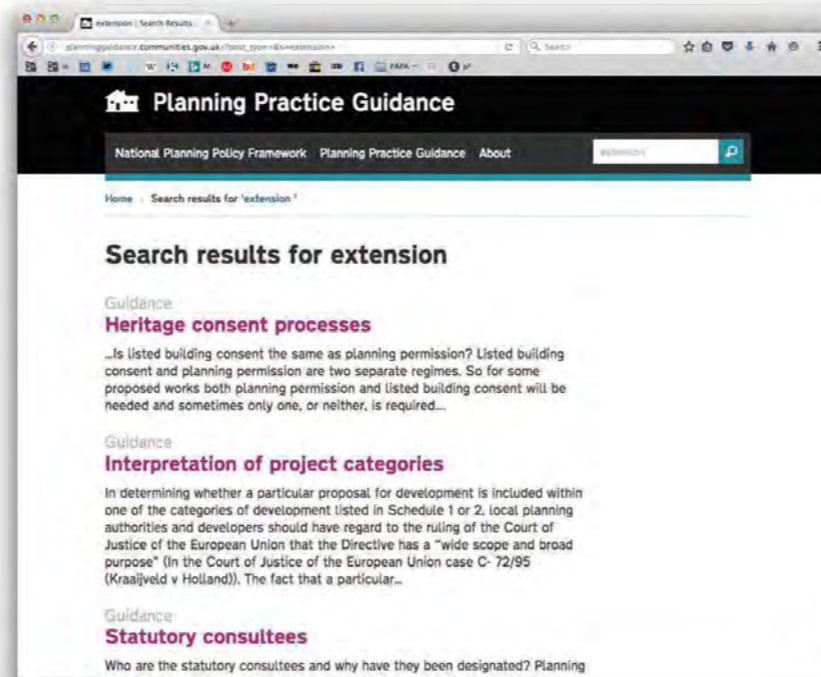 extension | Search Results
planningguidance.communities.gov.uk/?post_type=&s=extension+
Search
Planning Practice Guidance
National Planning Policy Framework Planning Practice Guidance About
extension
Home Search results for 'extension '
Search results for extension
Guidance
Heritage consent processes
...Is listed building consent the same as planning permission? Listed building
consent and planning permission are two separate regimes. So for some
proposed works both planning permission and listed building consent will be
needed and sometimes only one, or neither, is required....
Guidance
Interpretation of project categories
In determining whether a particular proposal for development is included within
one of the categories of development listed in Schedule 1 or 2, local planning
authorities and developers should have regard to the ruling of the Court of
Justice of the European Union that the Directive has a "wide scope and broad
purpose" (In the Court of Justice of the European Union case C- 72/95
(Kraaijveld v Holland)). The fact that a particular...
Guidance
Statutory consultees
Who are the statutory consultees and why have they been designated? Planning